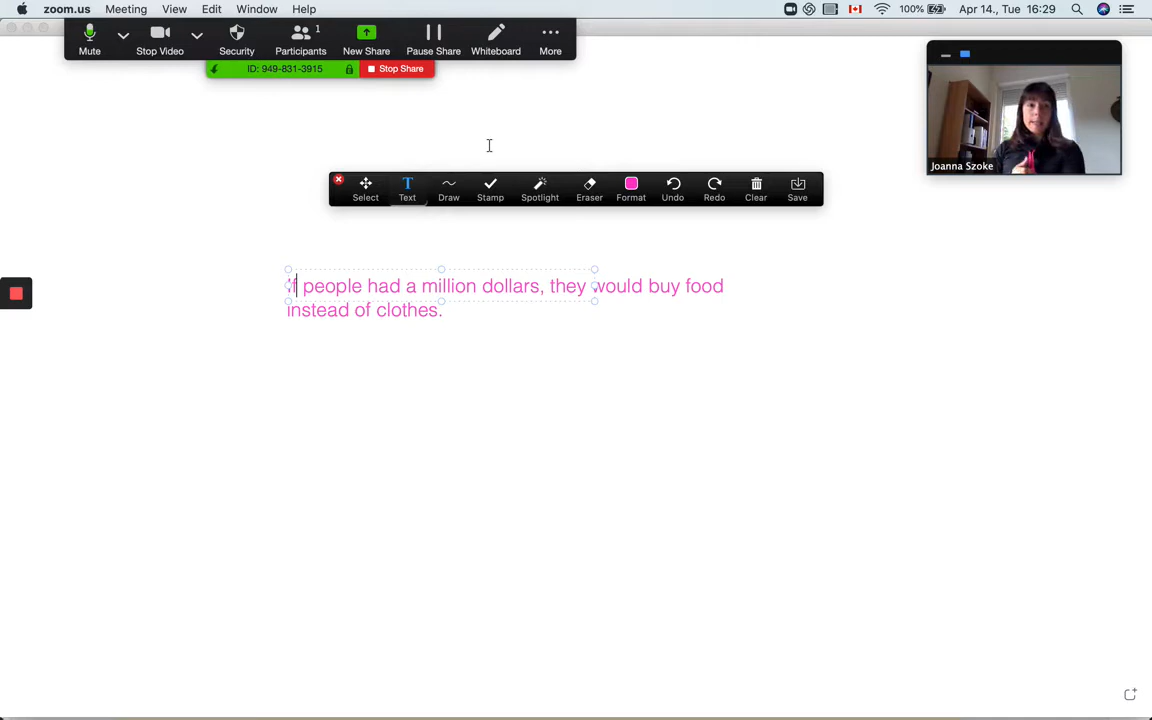 zoom.us Meeting View Edit Window Help 100% Apr 14., Tue 16:29
Mute Stop Video Security Participants 1 New Share Pause Share Whiteboard More
ID: 949-831-3915 Stop Share
Joanna Szoke
Select Text Draw Stamp Spotlight Eraser Format Undo Redo Clear Save
If people had a million dollars, they would buy food
instead of clothes.